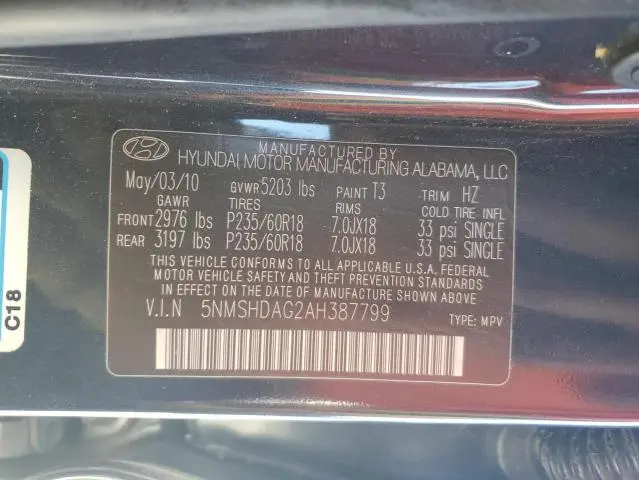 MANUFACTURED BY
HYUNDAI MOTOR MANUFACTURING ALABAMA, LLC
May/03/10 GVWR 5203 lbs PAINT T3 TRIM HZ
GAWR TIRES RIMS COLD TIRE INFL
FRONT 2976 lbs P235/60R18 7.0JX18 33 psi SINGLE
REAR 3197 lbs P235/60R18 7.0JX18 33 psi SINGLE
THIS VEHICLE CONFORMS TO ALL APPLICABLE U.S.A. FEDERAL
MOTOR VEHICLE SAFETY AND THEFT PREVENTION STANDARDS
IN EFFECT ON THE DATE OF MANUFACTURE SHOWN ABOVE
V.I.N 5NMSHDAG2AH387799 TYPE: MPV
C18